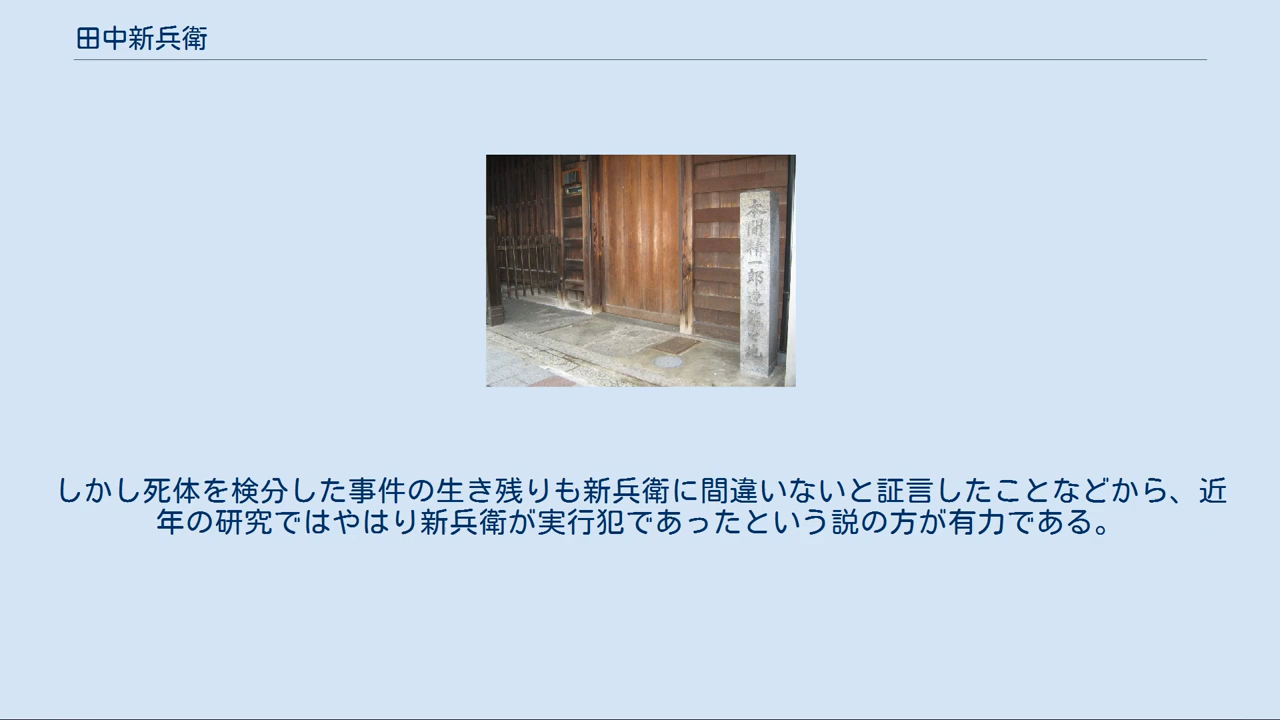 田中新兵衛
本間精一郎遭難之地
しかし死体を検分した事件の生き残りも新兵衛に間違いないと証言したことなどから、近
年の研究ではやはり新兵衛が実行犯であったという説の方が有力である。